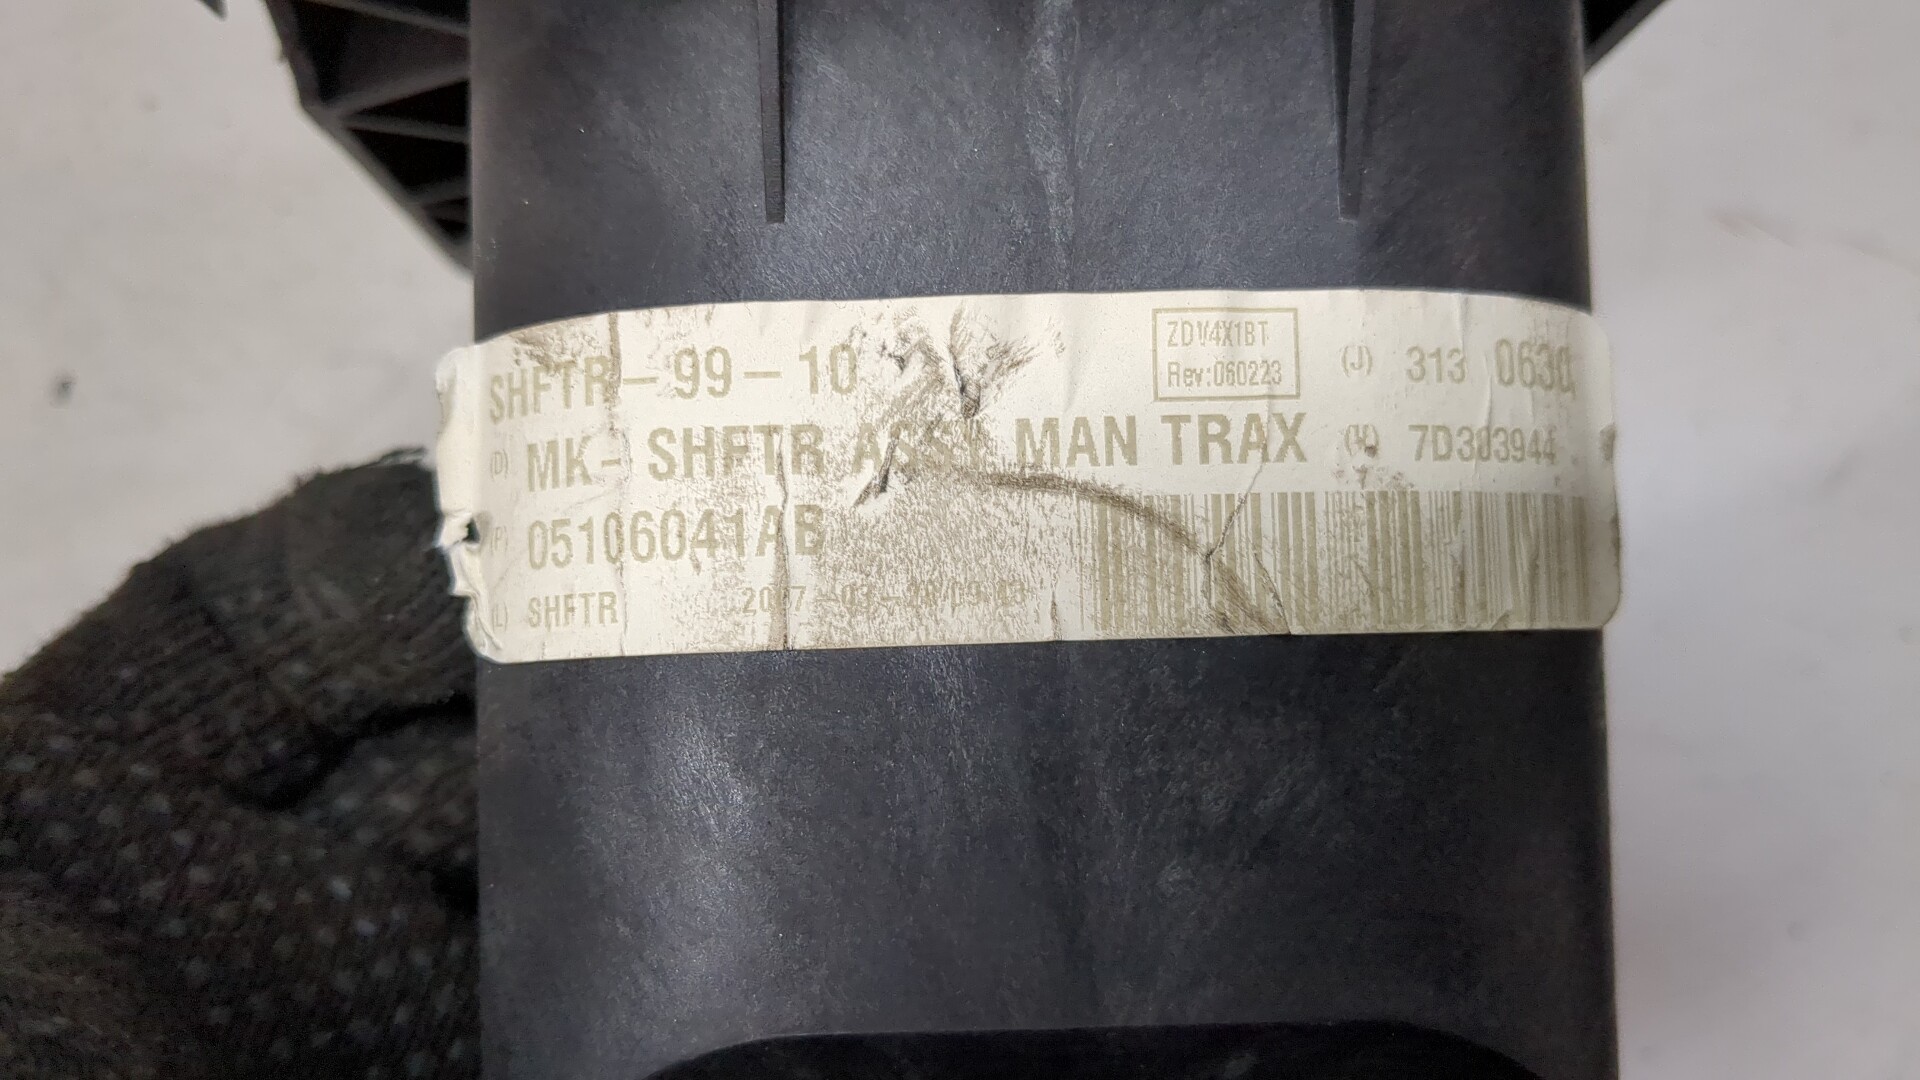 SHFTR-99-10
ZDV4X1BT
Rev:060223
(J) 313 0630
(D) MK- SHFTR ASSY MAN TRAX
7D303944
(P) 05106041AB
(L) SHFTR